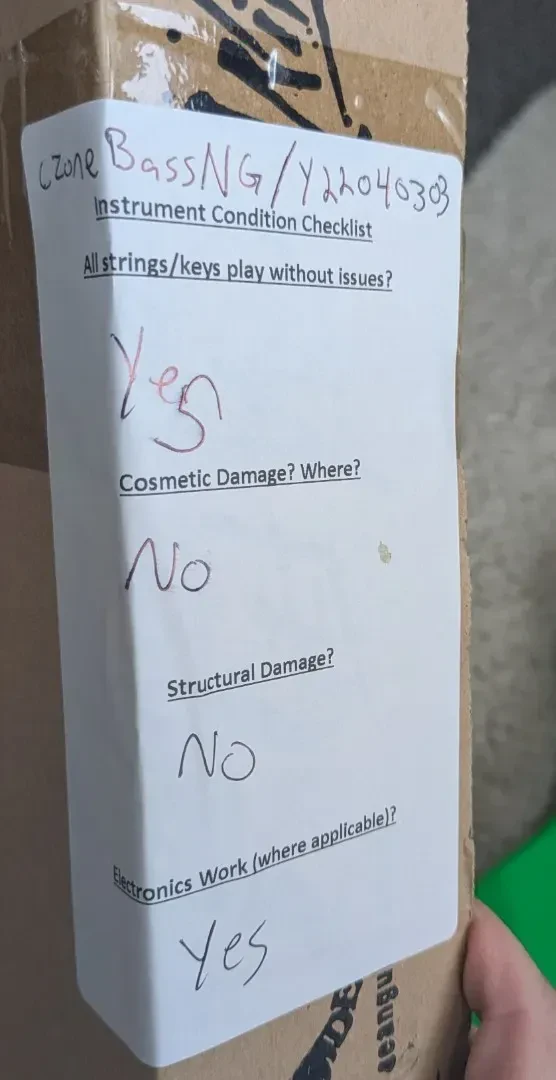 CZone BassNG/Y22040303
Instrument Condition Checklist
All strings/keys play without issues?
Yes
Cosmetic Damage? Where?
No
Structural Damage?
No
Electronics Work (where applicable)?
Yes